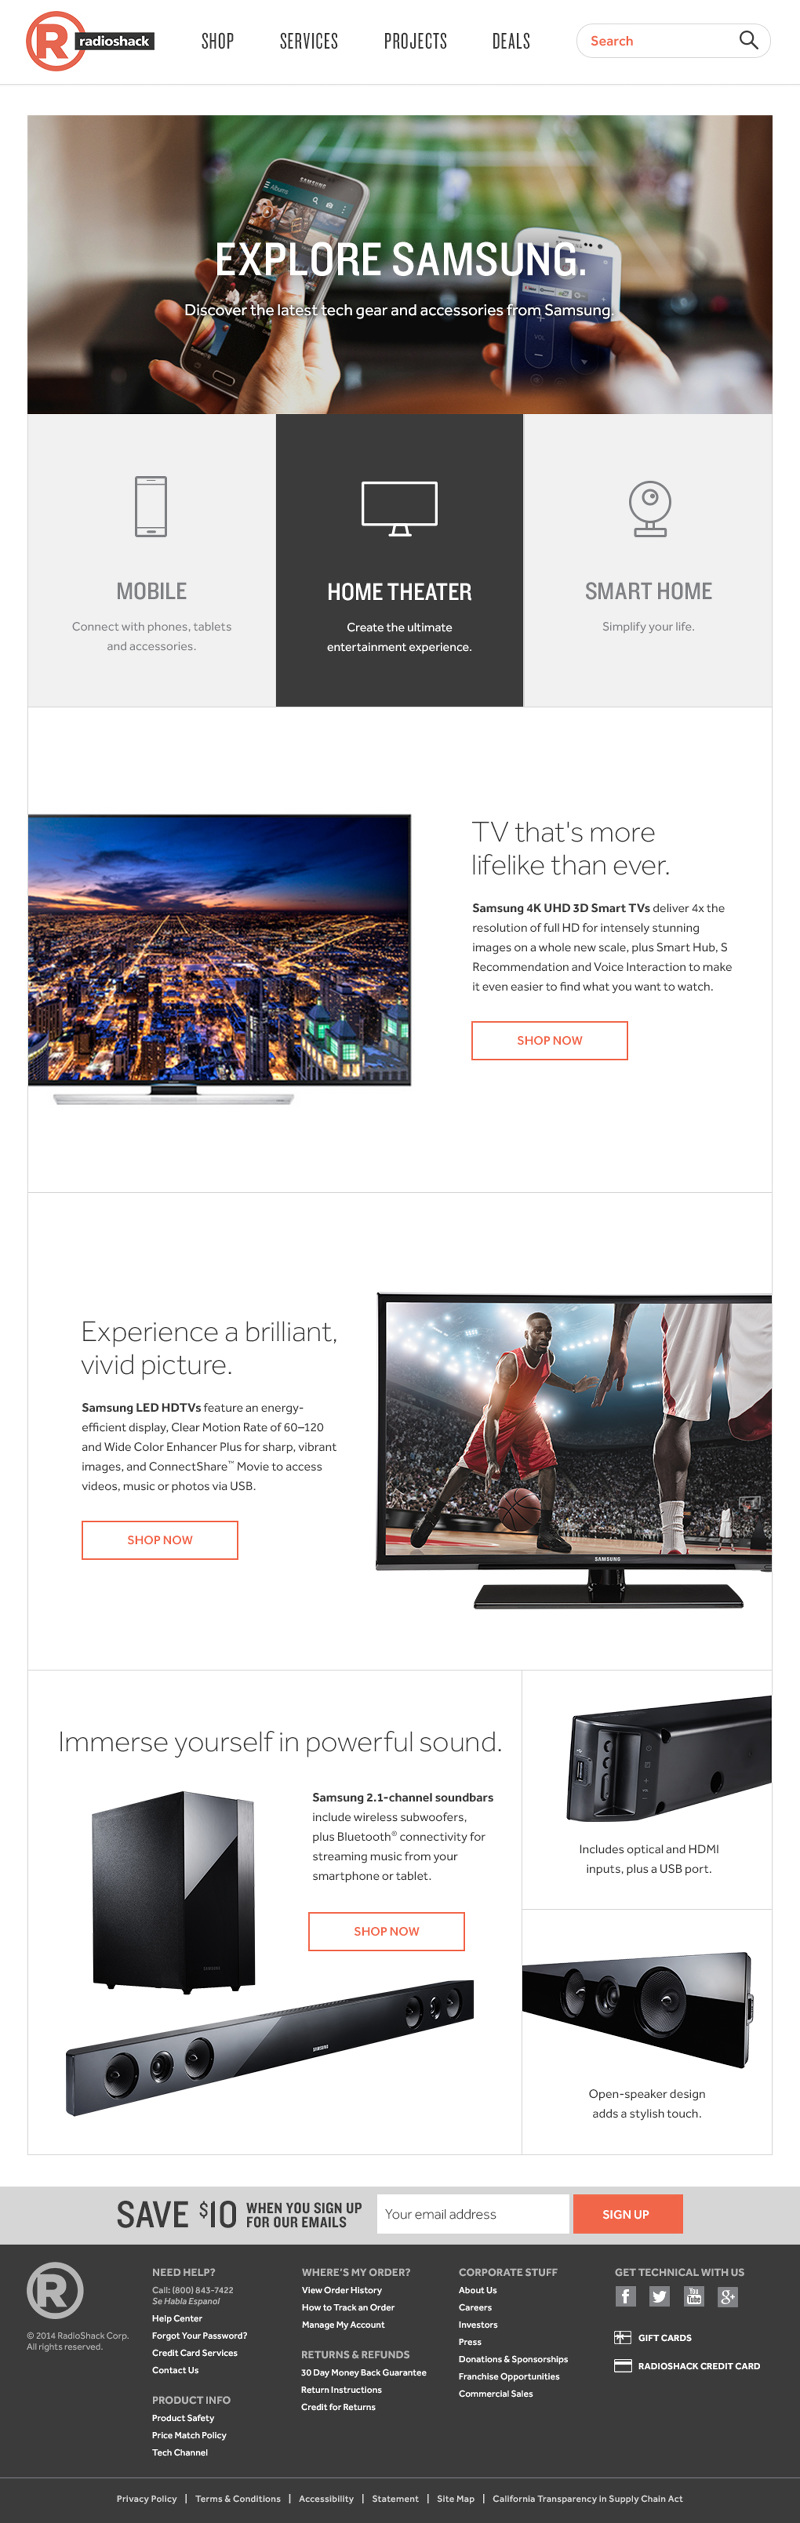 R radioshack
SHOP
SERVICES
PROJECTS
DEALS
Search
SAMSUNG
Albums
EXPLORE SAMSUNG.
Discover the latest tech gear and accessories from Samsung.
VOL
MOBILE
Connect with phones, tablets
and accessories.
HOME THEATER
Create the ultimate
entertainment experience.
SMART HOME
Simplify your life.
TV that's more
lifelike than ever.
Samsung 4K UHD 3D Smart TVs deliver 4x the
resolution of full HD for intensely stunning
images on a whole new scale, plus Smart Hub, S
Recommendation and Voice Interaction to make
it even easier to find what you want to watch.
SHOP NOW
Experience a brilliant,
vivid picture.
Samsung LED HDTVs feature an energy-
efficient display, Clear Motion Rate of 60–120
and Wide Color Enhancer Plus for sharp, vibrant
images, and ConnectShare™ Movie to access
videos, music or photos via USB.
SHOP NOW
SAMSUNG
Immerse yourself in powerful sound.
Samsung 2.1-channel soundbars
include wireless subwoofers,
plus Bluetooth® connectivity for
streaming music from your
smartphone or tablet.
SHOP NOW
SAMSUNG
SAMSUNG
Includes optical and HDMI
inputs, plus a USB port.
Open-speaker design
adds a stylish touch.
SAVE $10 WHEN YOU SIGN UP
FOR OUR EMAILS
Your email address
SIGN UP
R
© 2014 RadioShack Corp.
All rights reserved.
NEED HELP?
Call: (800) 843-7422
Se Habla Espanol
Help Center
Forgot Your Password?
Credit Card Services
Contact Us
PRODUCT INFO
Product Safety
Price Match Policy
Tech Channel
WHERE'S MY ORDER?
View Order History
How to Track an Order
Manage My Account
RETURNS & REFUNDS
30 Day Money Back Guarantee
Return Instructions
Credit for Returns
CORPORATE STUFF
About Us
Careers
Investors
Press
Donations & Sponsorships
Franchise Opportunities
Commercial Sales
GET TECHNICAL WITH US
f
You Tube
g+
GIFT CARDS
RADIOSHACK CREDIT CARD
Privacy Policy | Terms & Conditions | Accessibility | Statement | Site Map | California Transparency in Supply Chain Act